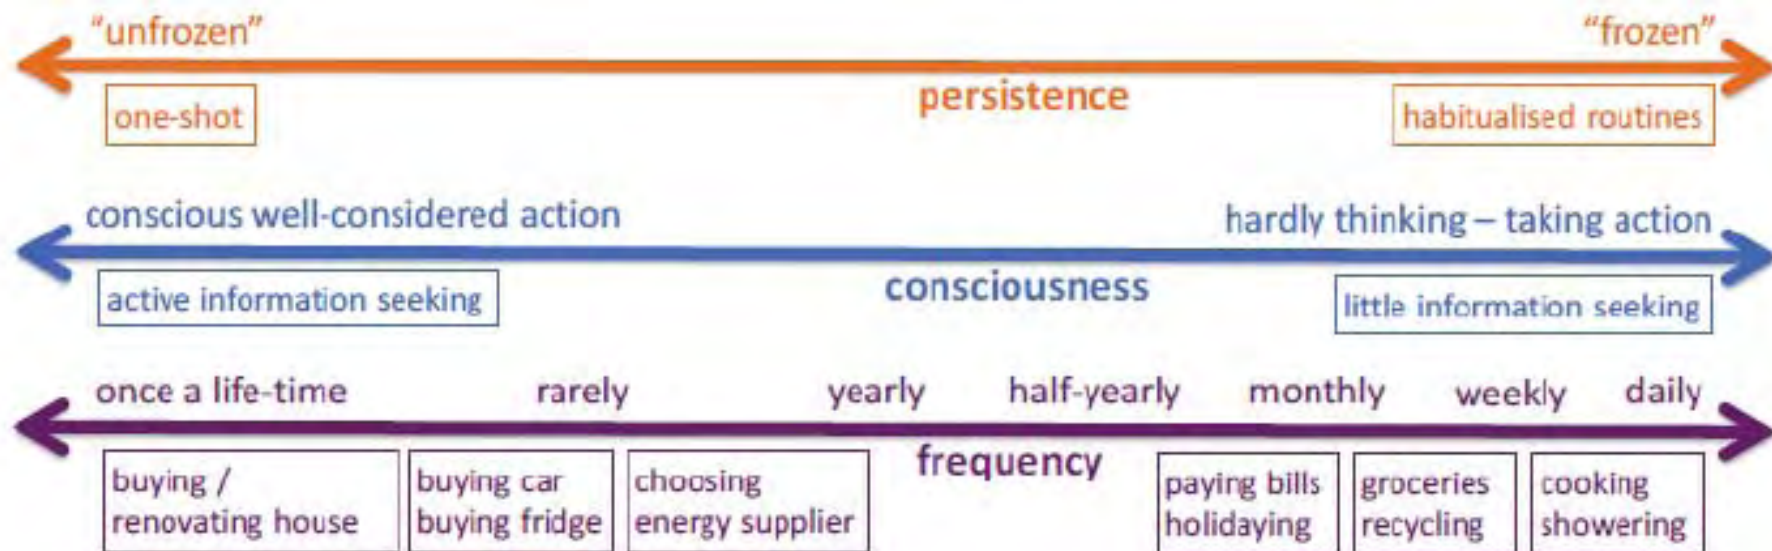 “unfrozen” “frozen”
persistence
one-shot habitualised routines
conscious well-considered action hardly thinking – taking action
consciousness
active information seeking little information seeking
once a life-time rarely yearly half-yearly monthly weekly daily
frequency
buying / buying car choosing paying bills groceries cooking
renovating house buying fridge energy supplier holidaying recycling showering